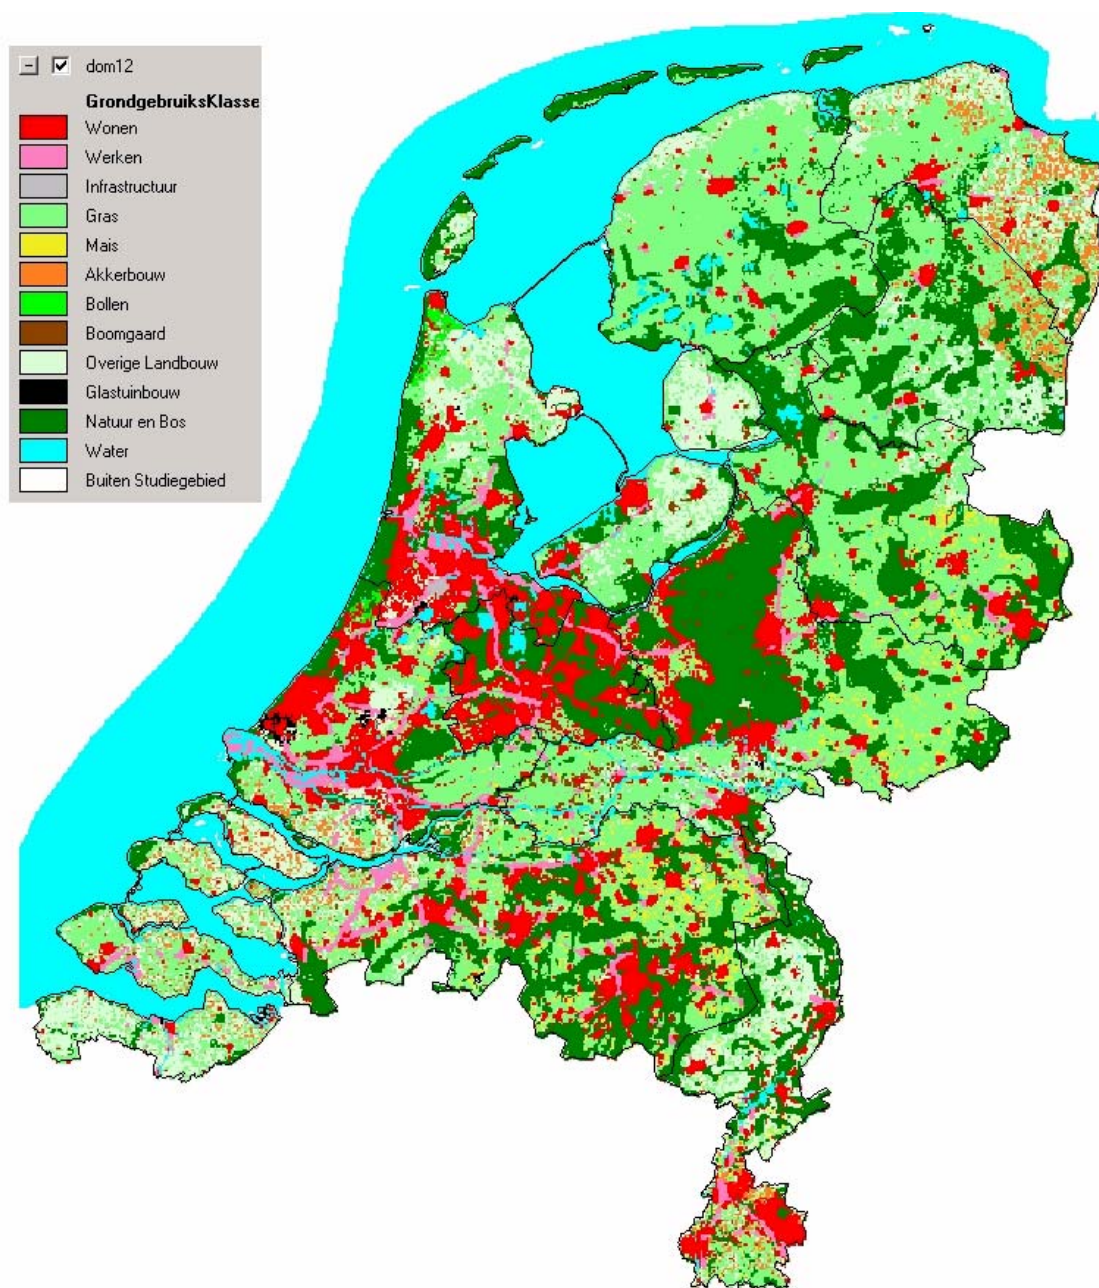 dom12
GrondgebruiksKlasse
Wonen
Werken
Infrastructuur
Gras
Mais
Akkerbouw
Bollen
Boomgaard
Overige Landbouw
Glastuinbouw
Natuur en Bos
Water
Buiten Studiegebied